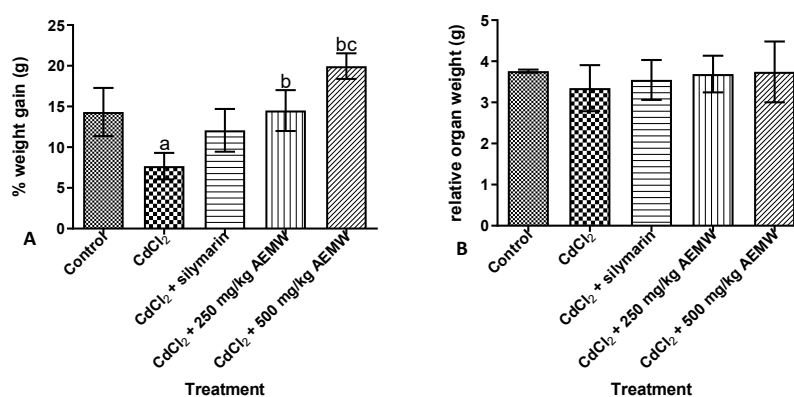 25
20
15
10
5
0
% weight gain (g)
a
b
bc
A
Control
CdCl₂
CdCl₂ + silymarin
CdCl₂ + 250 mg/kg AEMW
CdCl₂ + 500 mg/kg AEMW
Treatment
5
4
3
2
1
0
relative organ weight (g)
B
Control
CdCl₂
CdCl₂ + silymarin
CdCl₂ + 250 mg/kg AEMW
CdCl₂ + 500 mg/kg AEMW
Treatment